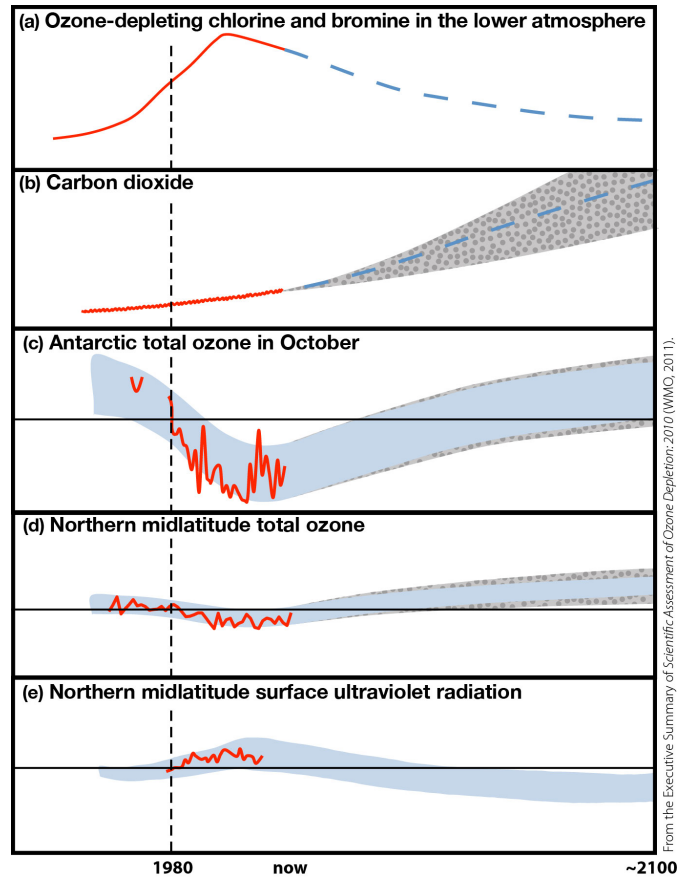 (a) Ozone-depleting chlorine and bromine in the lower atmosphere
(b) Carbon dioxide
(c) Antarctic total ozone in October
(d) Northern midlatitude total ozone
(e) Northern midlatitude surface ultraviolet radiation
1980 now ~2100
From the Executive Summary of Scientific Assessment of Ozone Depletion: 2010 (WMO, 2011).